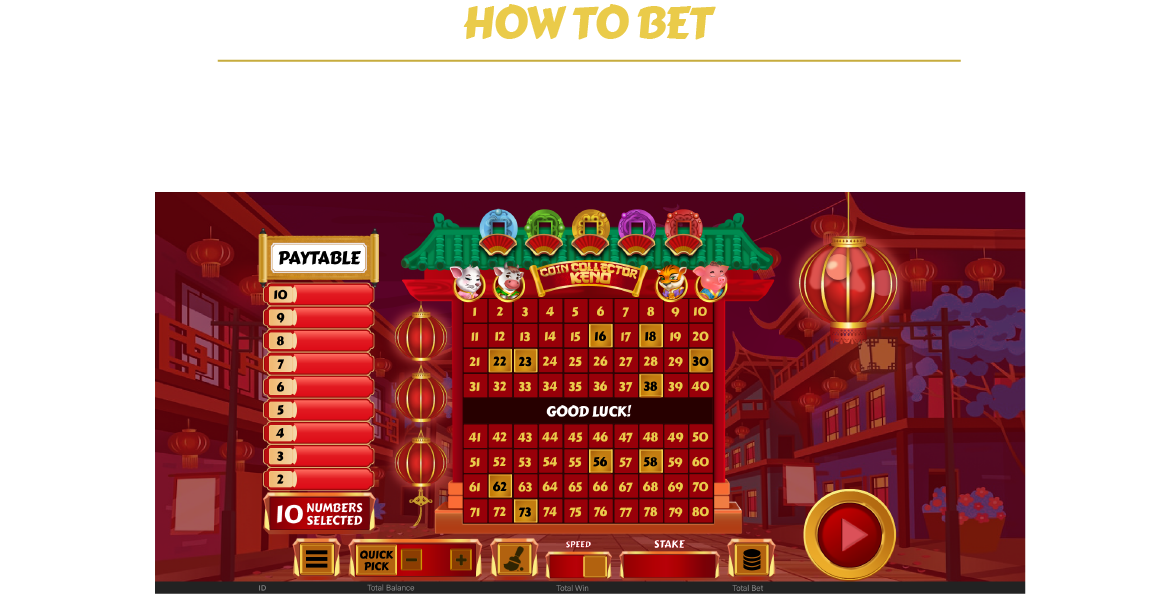 HOW TO BET
PAYTABLE
10
9
8
7
6
5
4
3
2
10 NUMBERS
SELECTED
COIN COLLECTOR
KENO
1 2 3 4 5 6 7 8 9 10
11 12 13 14 15 16 17 18 19 20
21 22 23 24 25 26 27 28 29 30
31 32 33 34 35 36 37 38 39 40
GOOD LUCK!
41 42 43 44 45 46 47 48 49 50
51 52 53 54 55 56 57 58 59 60
61 62 63 64 65 66 67 68 69 70
71 72 73 74 75 76 77 78 79 80
QUICK
PICK
SPEED
STAKE
ID Total Balance Total Win Total Bet